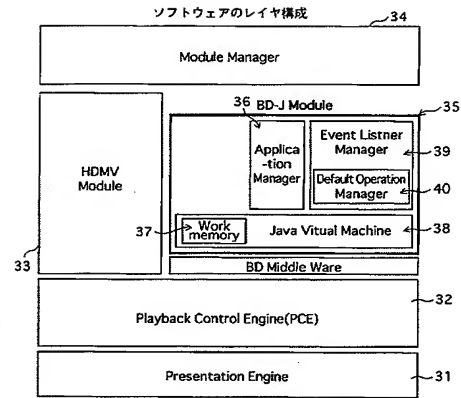 ソフトウェアのレイヤ構成
34
Module Manager
36
BD-J Module
35
HDMV
Module
Applica
-tion
Manager
Event Listner
Manager
39
Default Operation
Manager
40
37
Work
memory
Java Vitual Machine
38
33
BD Middle Ware
32
Playback Control Engine(PCE)
Presentation Engine
31